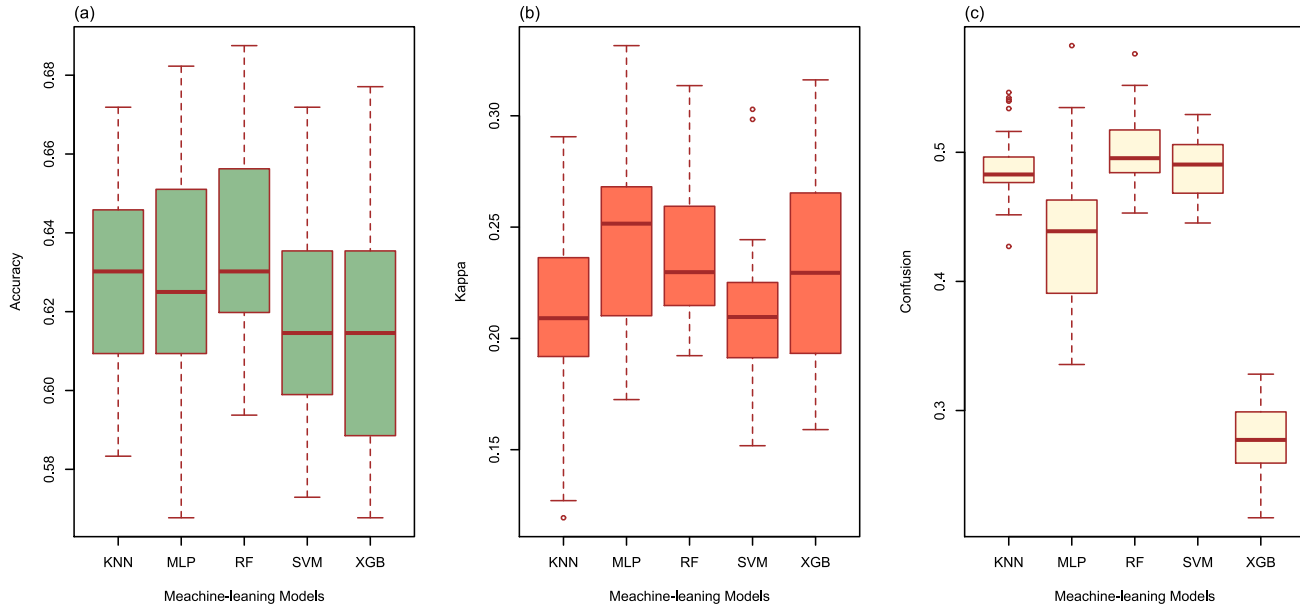 (a)
Accuracy
0.68
0.66
0.64
0.62
0.60
0.58
KNN MLP RF SVM XGB
Meachine-leaning Models
(b)
Kappa
0.30
0.25
0.20
0.15
KNN MLP RF SVM XGB
Meachine-leaning Models
(c)
Confusion
0.5
0.4
0.3
KNN MLP RF SVM XGB
Meachine-leaning Models